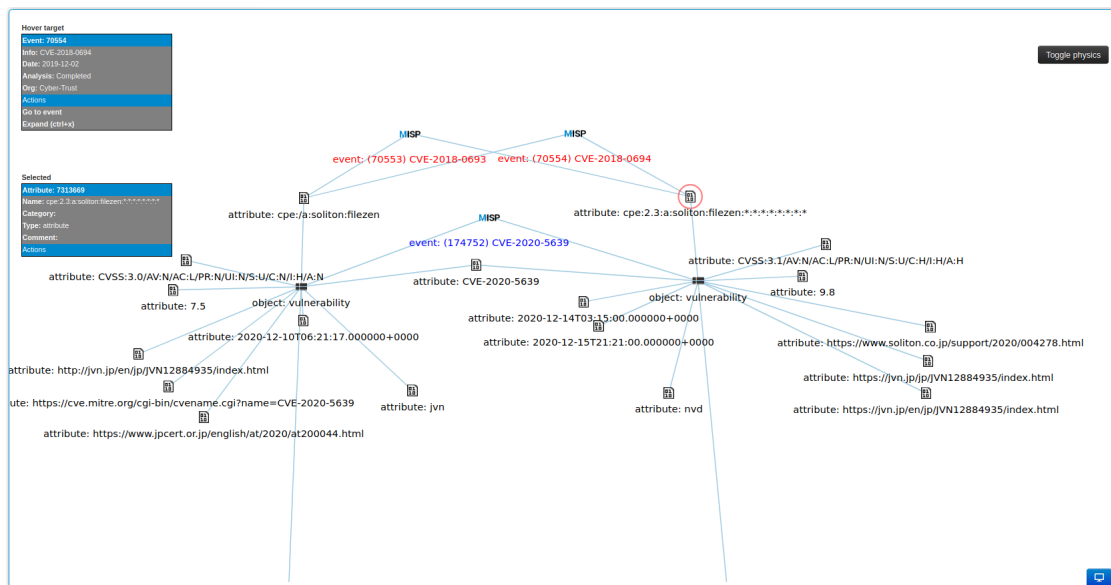 Hover target
Event: 70554
Info: CVE-2018-0694
Date: 2019-12-02
Analysis: Completed
Org: Cyber-Trust
Actions
Go to event
Expand (ctrl+x)
Toggle physics
MISP
MISP
event: (70553) CVE-2018-0693
event: (70554) CVE-2018-0694
Selected
Attribute: 7313669
Name: cpe:2.3:a:soliton:filezen:*:*:*:*:*:*:*
Category:
Type: attribute
Comment:
Actions
attribute: cpe:/a:soliton:filezen
attribute: cpe:2.3:a:soliton:filezen:*:*:*:*:*:*:*
MISP
event: (174752) CVE-2020-5639
attribute: CVSS:3.1/AV:N/AC:L/PR:N/UI:N/S:U/C:H/I:H/A:H
attribute: CVSS:3.0/AV:N/AC:L/PR:N/UI:N/S:U/C:N/I:H/A:N
attribute: CVE-2020-5639
attribute: 9.8
object: vulnerability
object: vulnerability
attribute: 7.5
attribute: 2020-12-14T03:15:00.000000+0000
attribute: 2020-12-10T06:21:17.000000+0000
attribute: 2020-12-15T21:21:00.000000+0000
attribute: https://www.soliton.co.jp/support/2020/004278.html
attribute: http://jvn.jp/en/jp/JVN12884935/index.html
attribute: https://jvn.jp/jp/JVN12884935/index.html
ute: https://cve.mitre.org/cgi-bin/cvename.cgi?name=CVE-2020-5639
attribute: jvn
attribute: nvd
attribute: https://jvn.jp/en/jp/JVN12884935/index.html
attribute: https://www.jpcert.or.jp/english/at/2020/at200044.html